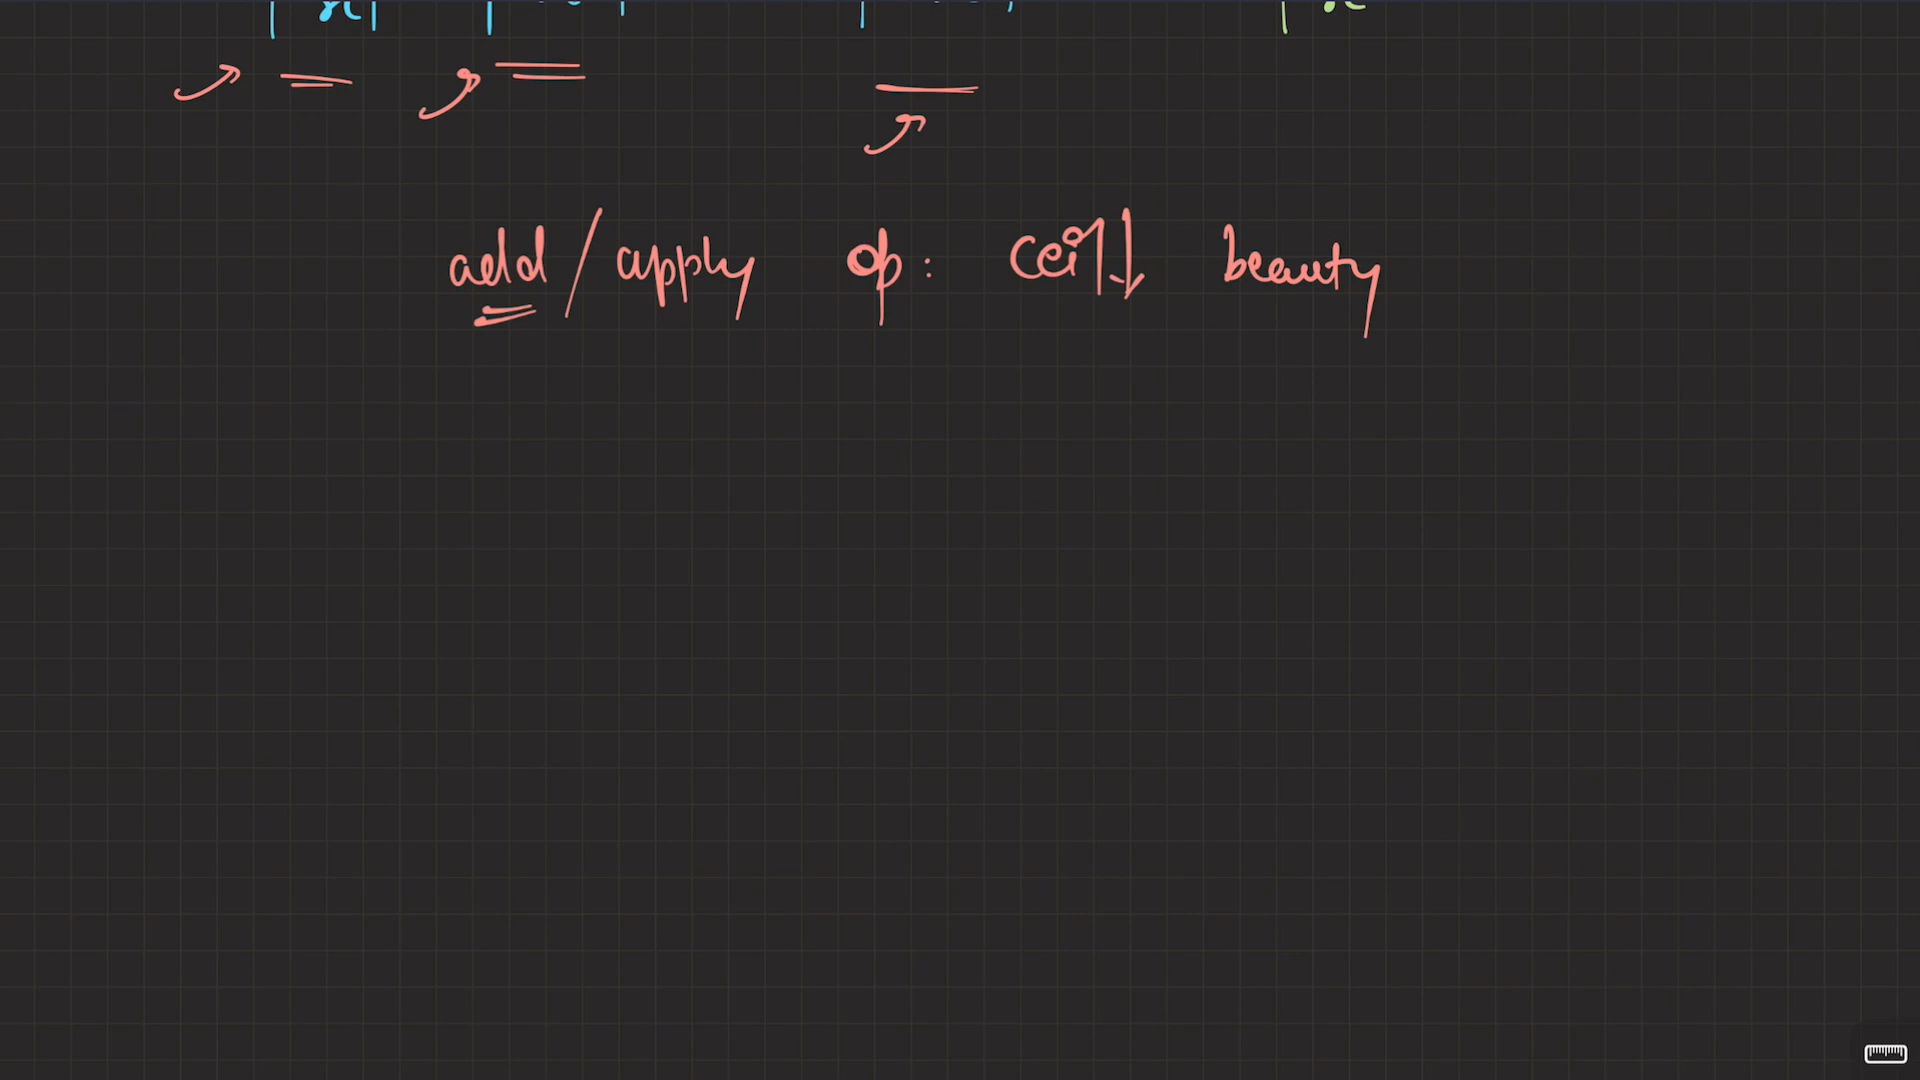 add / apply op : ceil↓ beauty